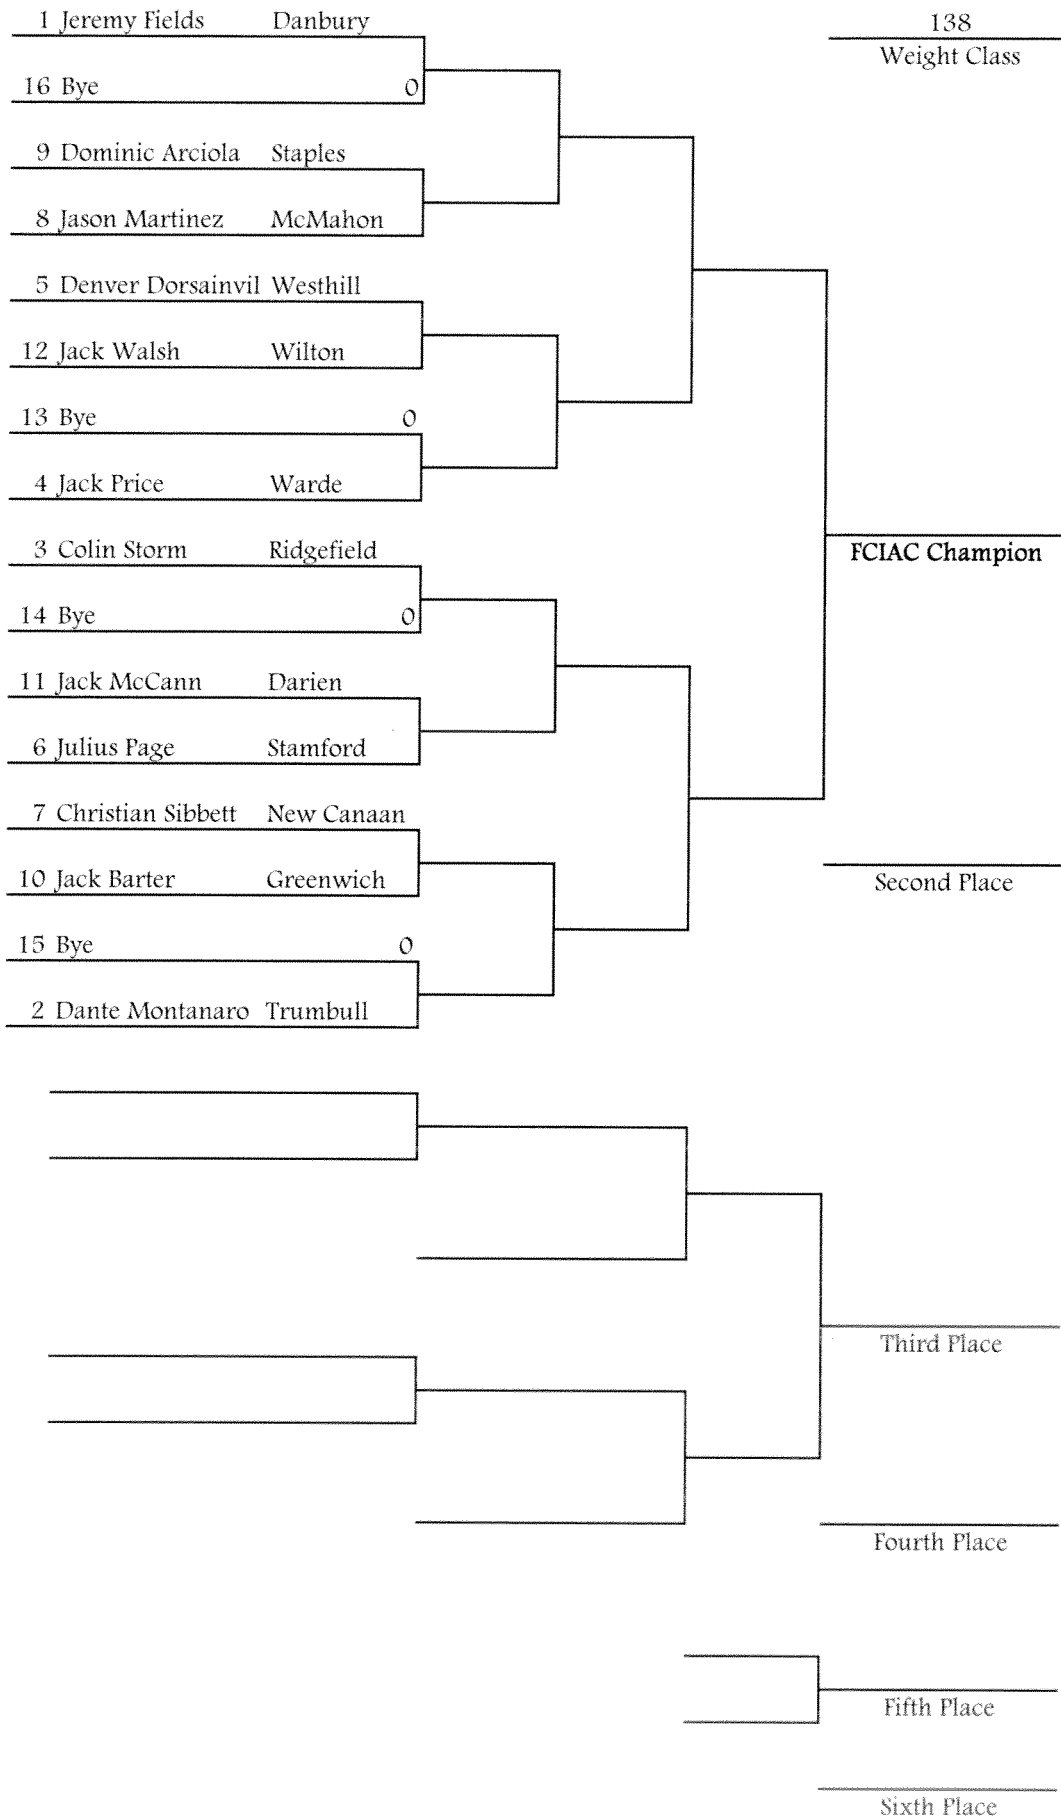 1 Jeremy Fields Danbury
138
Weight Class
16 Bye 0
9 Dominic Arciola Staples
8 Jason Martinez McMahon
5 Denver Dorsainvil Westhill
12 Jack Walsh Wilton
13 Bye 0
4 Jack Price Warde
3 Colin Storm Ridgefield
FCIAC Champion
14 Bye 0
11 Jack McCann Darien
6 Julius Page Stamford
7 Christian Sibbett New Canaan
10 Jack Barter Greenwich
Second Place
15 Bye 0
2 Dante Montanaro Trumbull
Third Place
Fourth Place
Fifth Place
Sixth Place